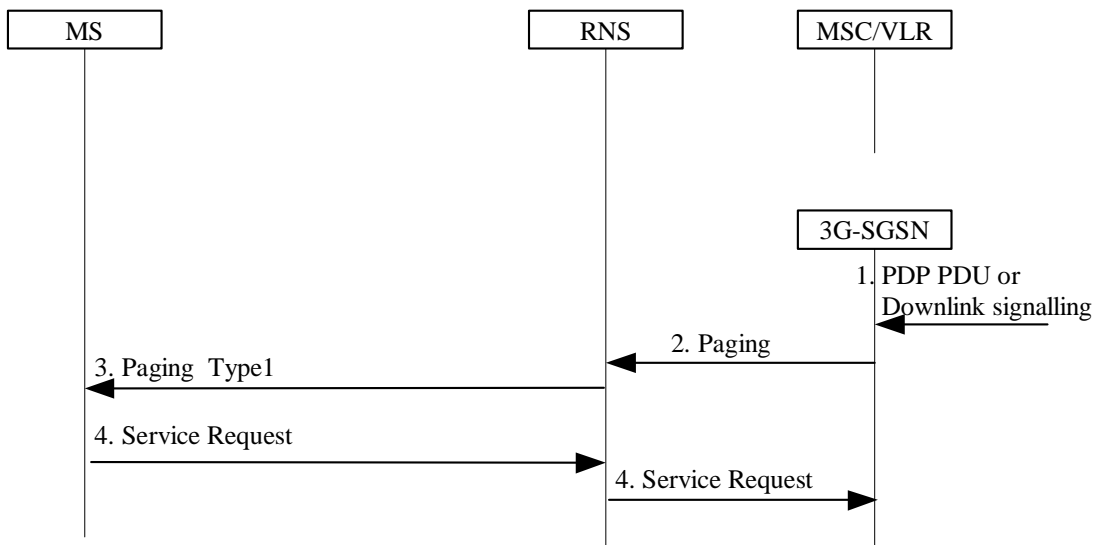 MS
RNS
MSC/VLR
3G-SGSN
1. PDP PDU or
Downlink signalling
2. Paging
3. Paging Type1
4. Service Request
4. Service Request